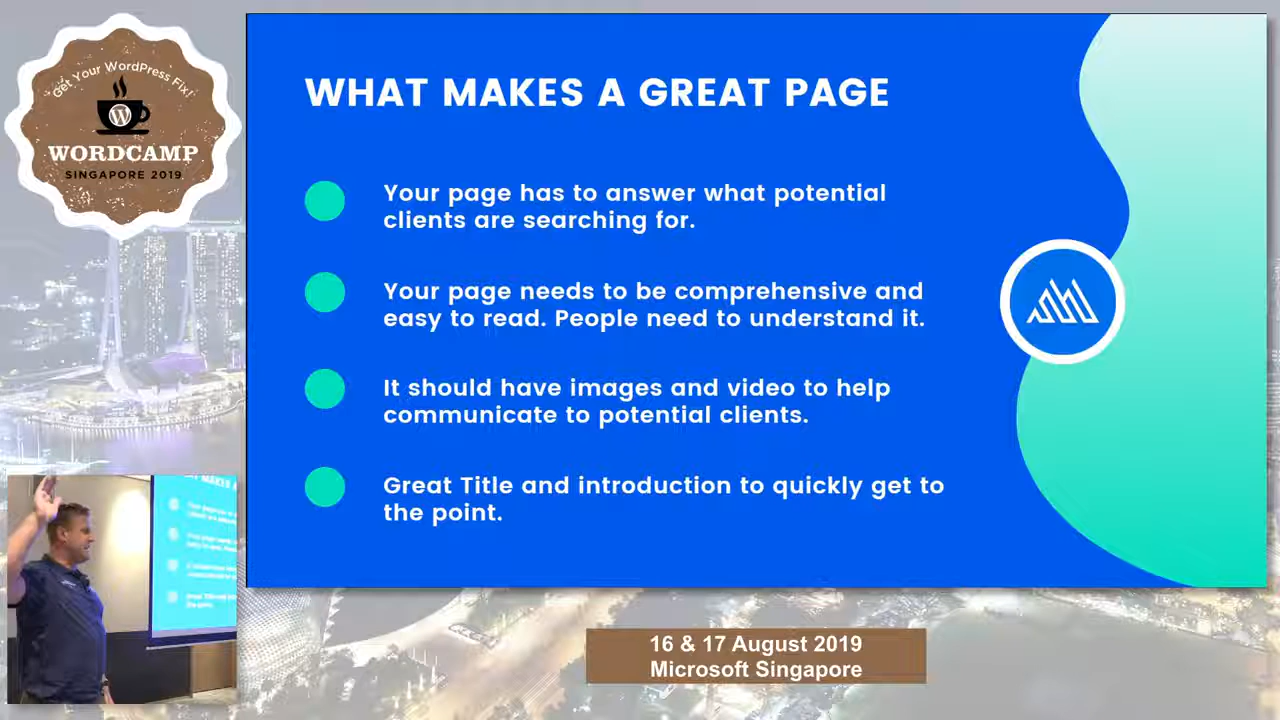 Get Your WordPress Fix!
WORDCAMP
SINGAPORE 2019
WHAT MAKES A GREAT PAGE
Your page has to answer what potential
clients are searching for.
Your page needs to be comprehensive and
easy to read. People need to understand it.
It should have images and video to help
communicate to potential clients.
Great Title and introduction to quickly get to
the point.
16 & 17 August 2019
Microsoft Singapore